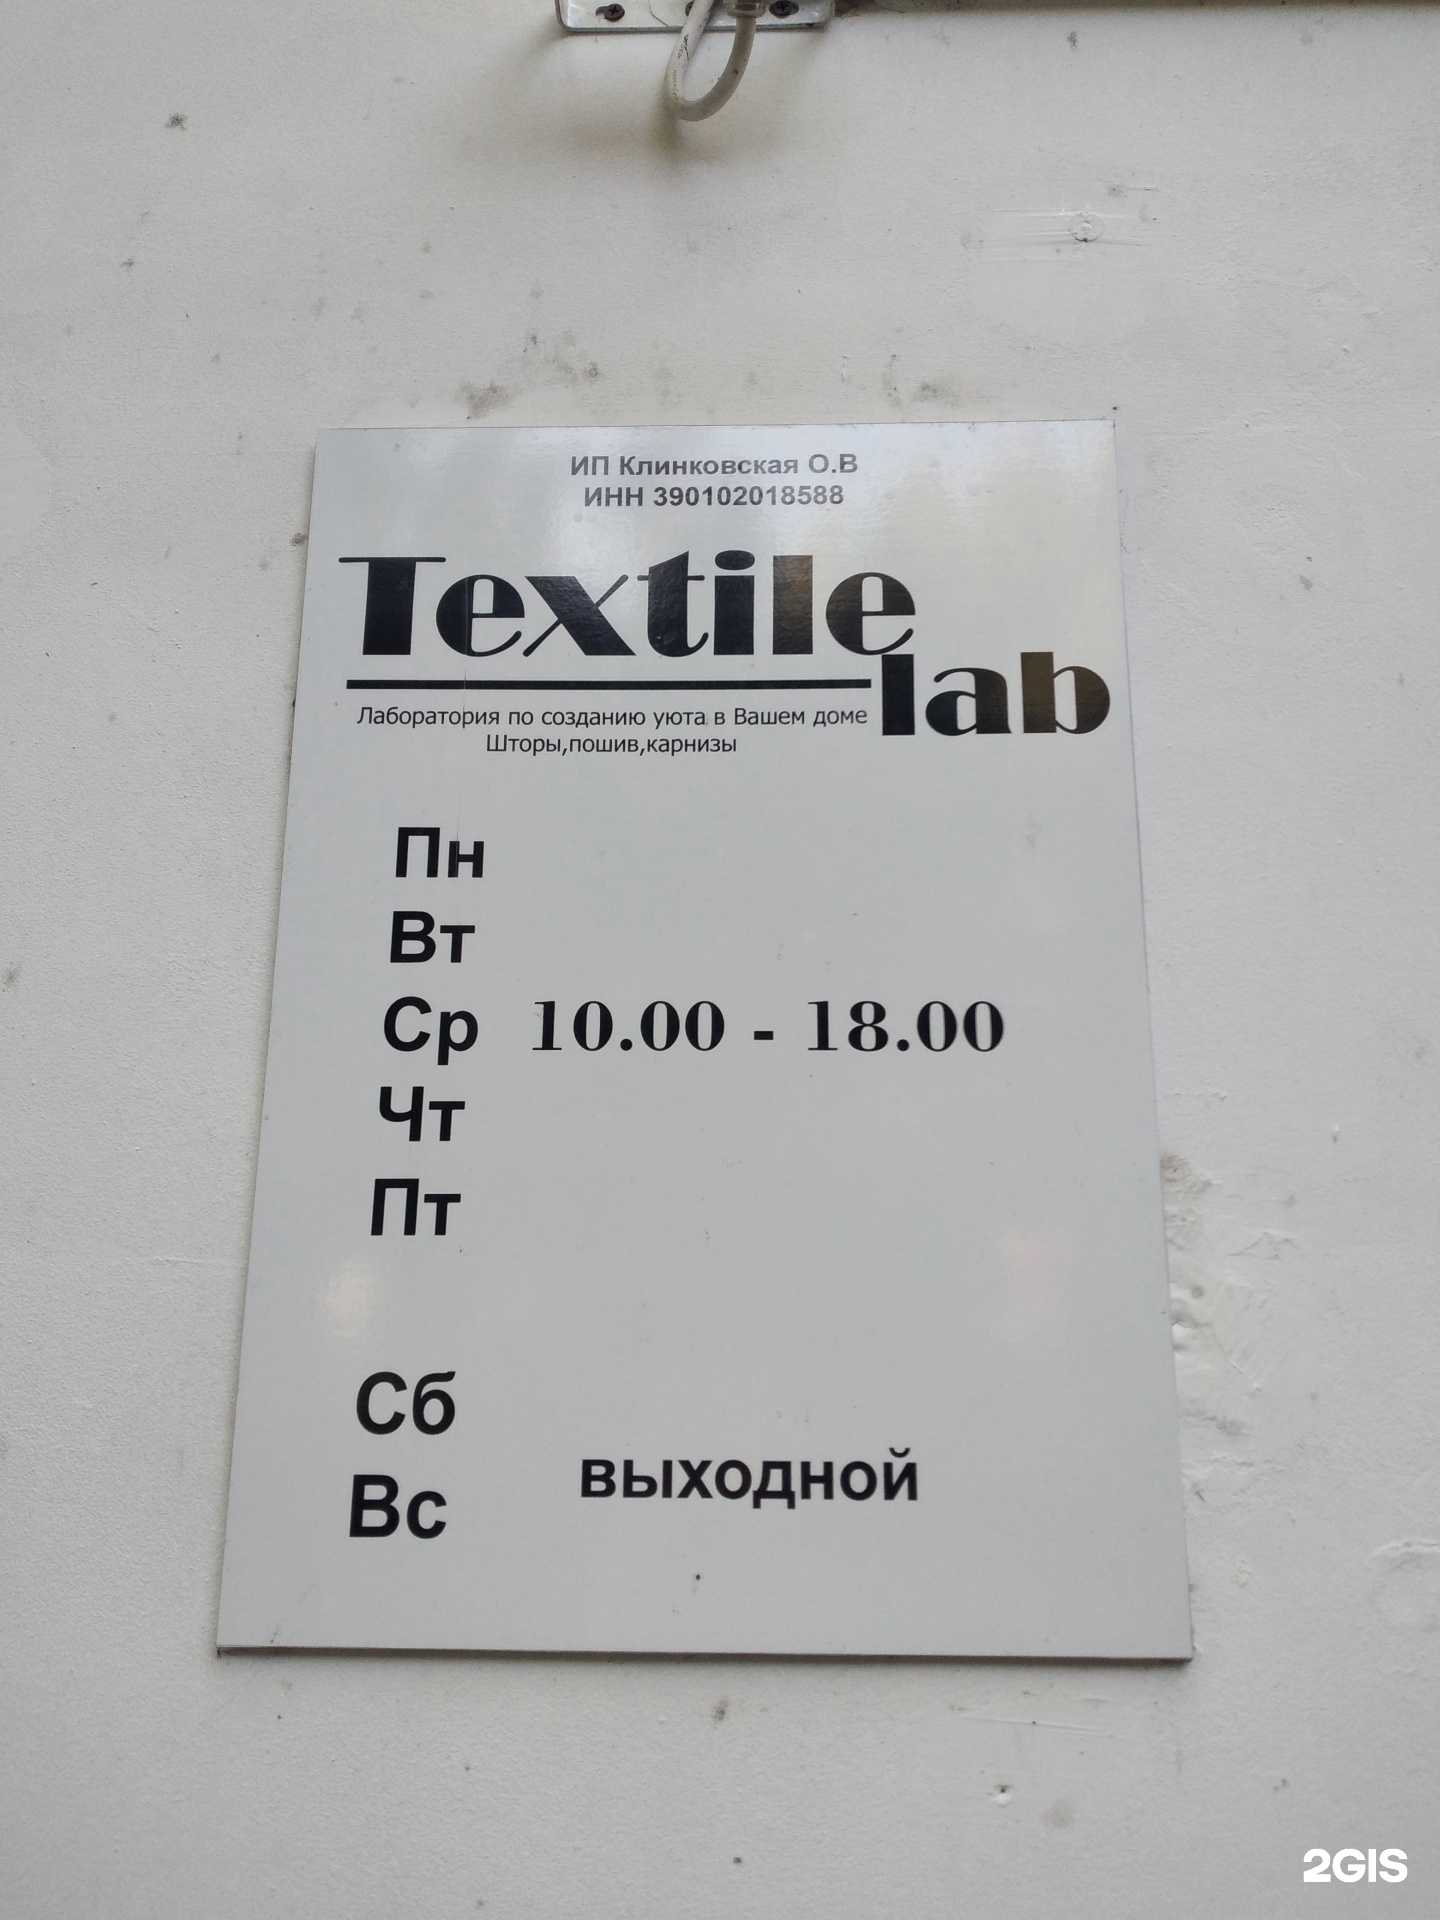 ИП Клинковская О.В
ИНН 390102018588
Textile
lab
Лаборатория по созданию уюта в Вашем доме
Шторы,пошив,карнизы
Пн
Вт
Ср 10.00 - 18.00
Чт
Пт
Сб
выходной
Вс
2GIS